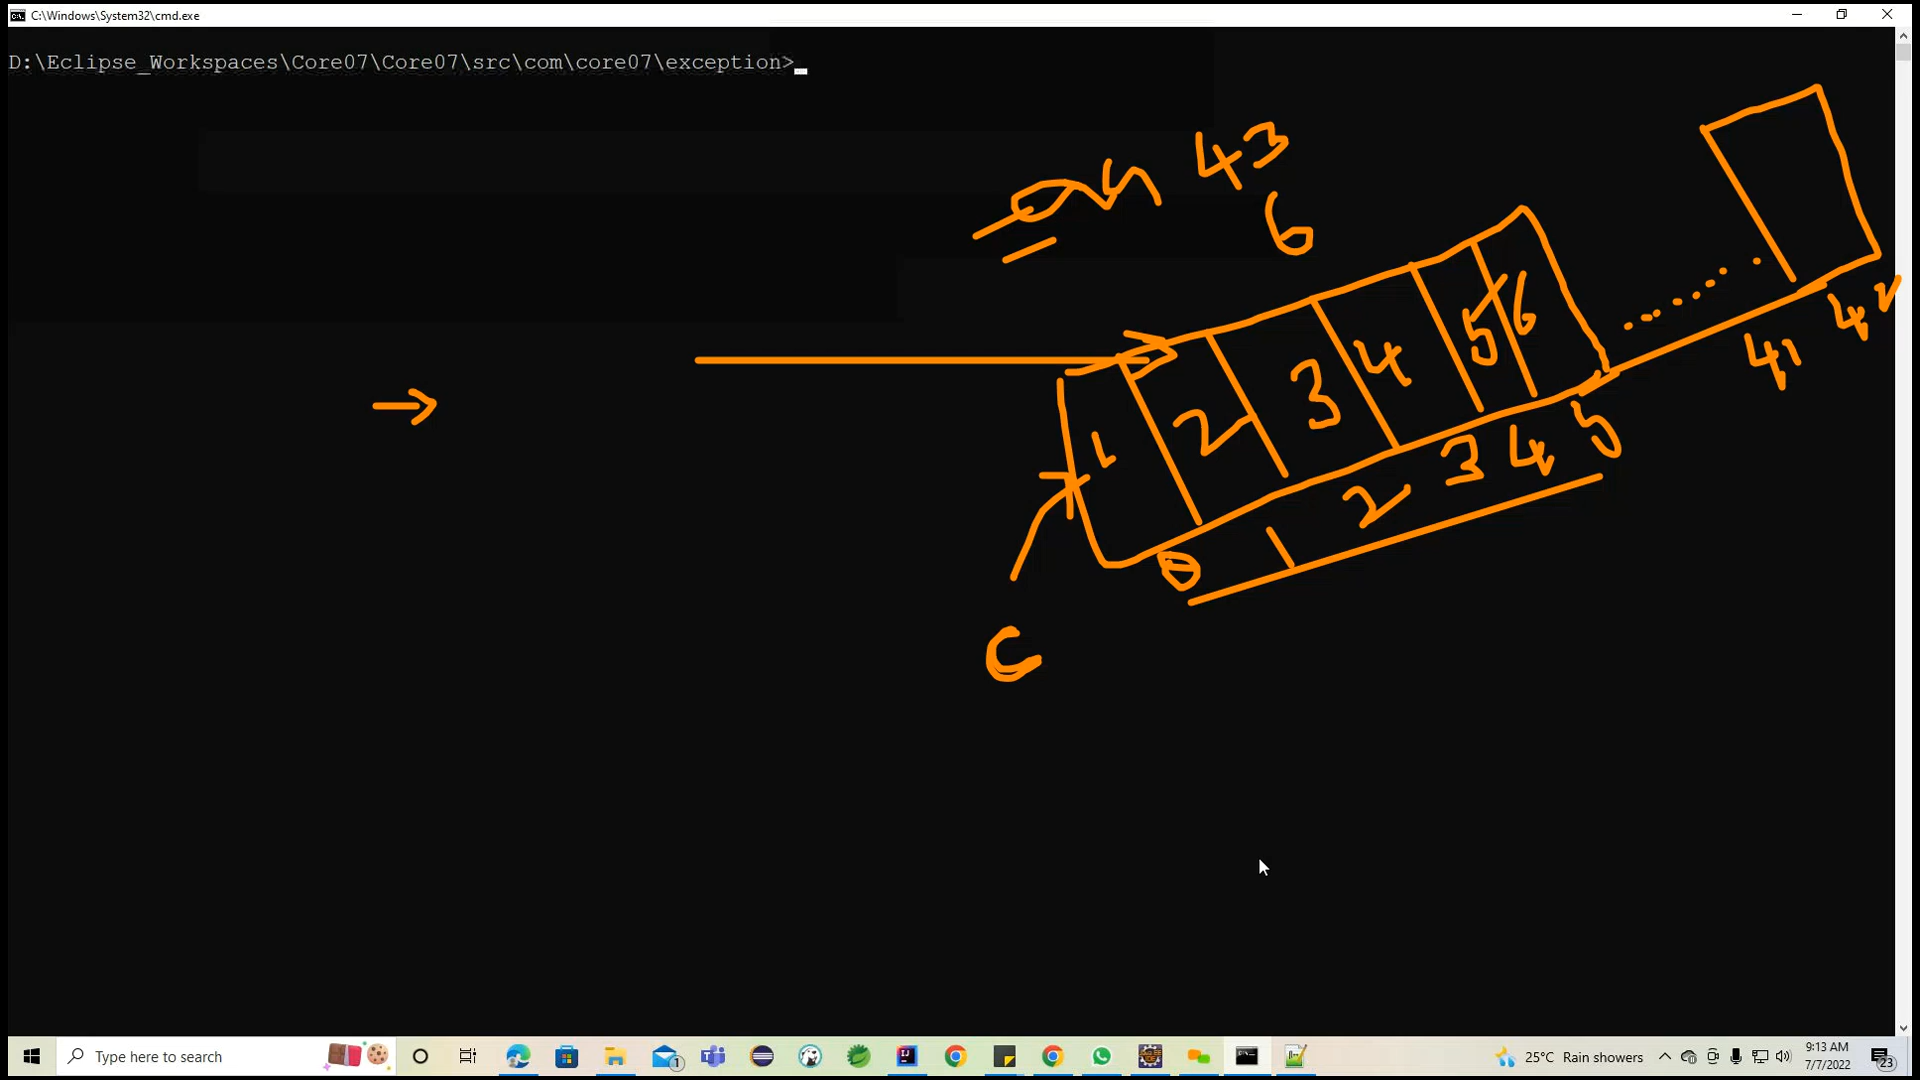 C:\Windows\System32\cmd.exe
D:\Eclipse_Workspaces\Core07\Core07\src\com\core07\exception>
43
6
1 2 3 4 5 6
0 1 2 3 4 5
41 42
C
Type here to search
1
25°C Rain showers
9:13 AM
7/7/2022
23